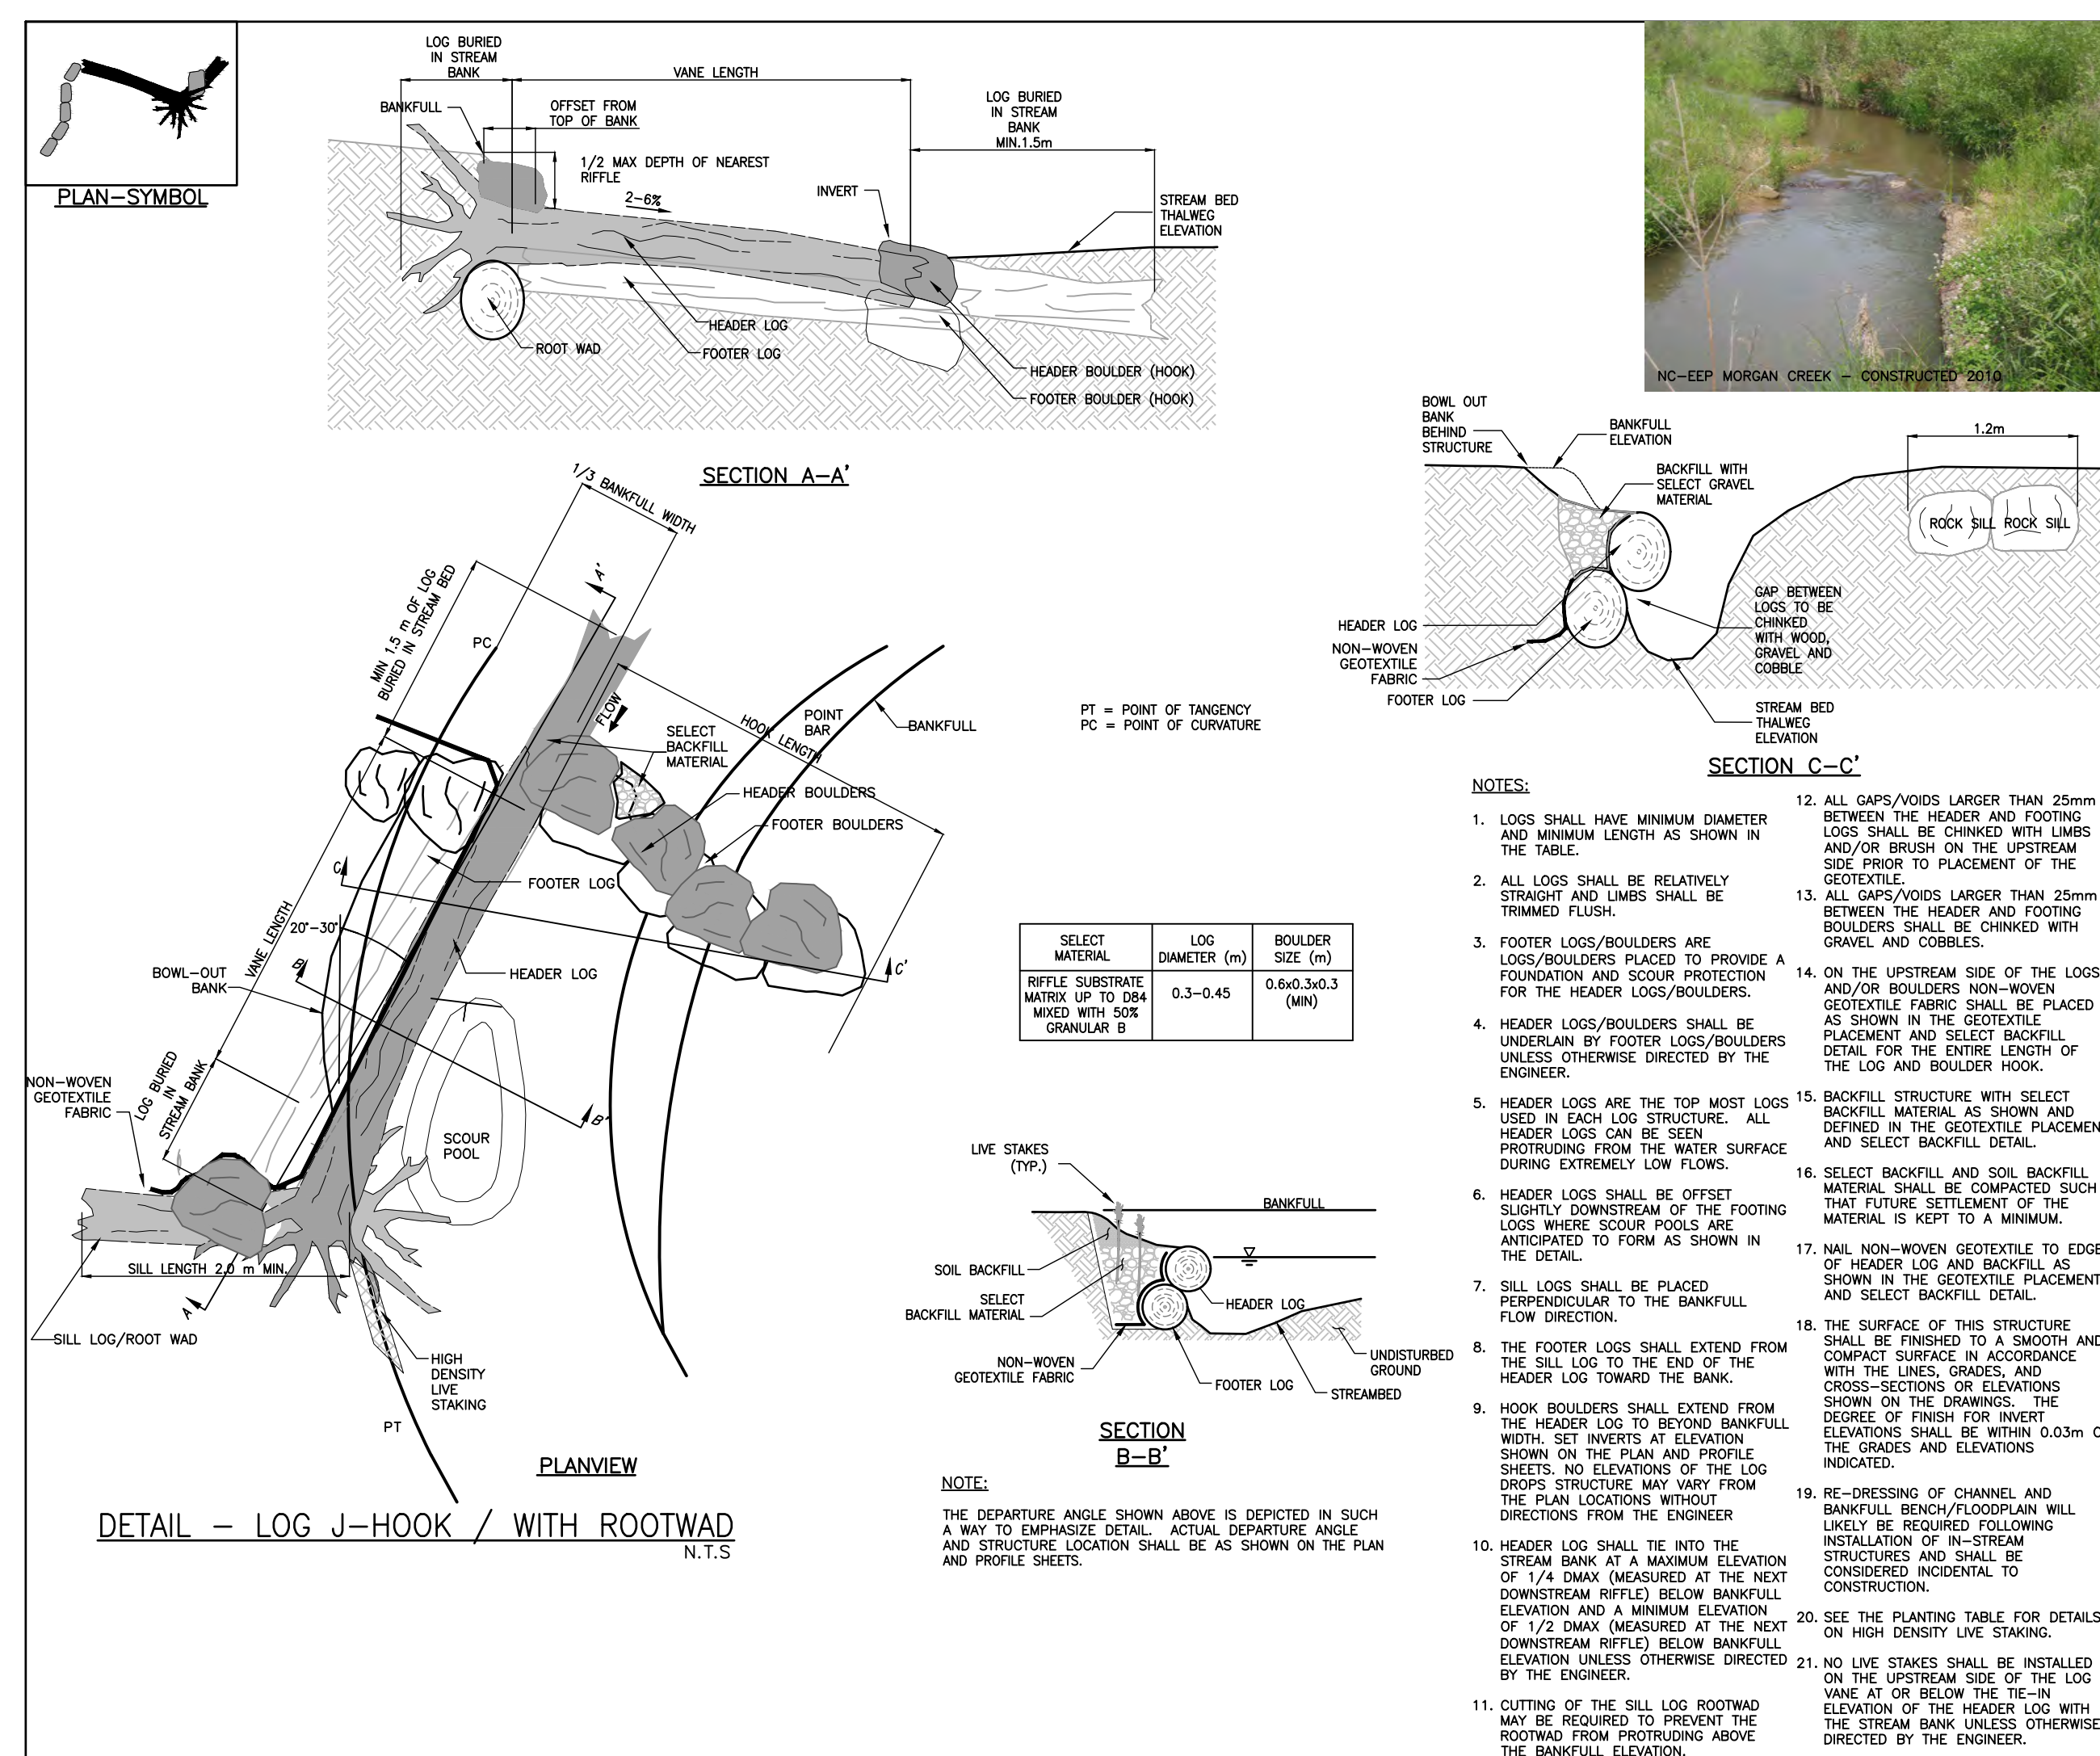 PLAN-SYMBOL
LOG BURIED
IN STREAM
BANK
VANE LENGTH
BANKFULL
OFFSET FROM
TOP OF BANK
LOG BURIED
IN STREAM
BANK
MIN.1.5m
1/2 MAX DEPTH OF NEAREST
RIFFLE
2-6%
INVERT
STREAM BED
THALWEG
ELEVATION
HEADER LOG
ROOT WAD
FOOTER LOG
HEADER BOULDER (HOOK)
FOOTER BOULDER (HOOK)
SECTION A-A'
NC-EEP MORGAN CREEK - CONSTRUCTED 2010
BOWL OUT
BANK
BEHIND
STRUCTURE
BANKFULL
ELEVATION
1.2m
BACKFILL WITH
SELECT GRAVEL
MATERIAL
ROCK SILL
ROCK SILL
GAP BETWEEN
LOGS TO BE
CHINKED
WITH WOOD,
GRAVEL AND
COBBLE
HEADER LOG
NON-WOVEN
GEOTEXTILE
FABRIC
FOOTER LOG
STREAM BED
THALWEG
ELEVATION
SECTION C-C'
1/3 BANKFULL WIDTH
MIN 1.5 m OF LOG
BURIED IN STREAM BED
A'
PC
FLOW
SELECT
BACKFILL
MATERIAL
HOOK LENGTH
POINT
BAR
BANKFULL
PT = POINT OF TANGENCY
PC = POINT OF CURVATURE
HEADER BOULDERS
FOOTER BOULDERS
C
FOOTER LOG
VANE LENGTH
20°-30°
B
HEADER LOG
C'
BOWL-OUT
BANK
NON-WOVEN
GEOTEXTILE
FABRIC
LOG BURIED
IN
STREAM BANK
B'
SCOUR
POOL
SILL LENGTH 2.0 m MIN.
A
SILL LOG/ROOT WAD
HIGH
DENSITY
LIVE
STAKING
PT
PLANVIEW
DETAIL - LOG J-HOOK / WITH ROOTWAD
N.T.S
SELECT
MATERIAL
LOG
DIAMETER (m)
BOULDER
SIZE (m)
RIFFLE SUBSTRATE
MATRIX UP TO D84
MIXED WITH 50%
GRANULAR B
0.3-0.45
0.6x0.3x0.3
(MIN)
LIVE STAKES
(TYP.)
BANKFULL
SOIL BACKFILL
SELECT
BACKFILL MATERIAL
HEADER LOG
NON-WOVEN
GEOTEXTILE FABRIC
FOOTER LOG
UNDISTURBED
GROUND
STREAMBED
SECTION
B-B'
NOTE:
THE DEPARTURE ANGLE SHOWN ABOVE IS DEPICTED IN SUCH
A WAY TO EMPHASIZE DETAIL. ACTUAL DEPARTURE ANGLE
AND STRUCTURE LOCATION SHALL BE AS SHOWN ON THE PLAN
AND PROFILE SHEETS.
NOTES:
1. LOGS SHALL HAVE MINIMUM DIAMETER
AND MINIMUM LENGTH AS SHOWN IN
THE TABLE.
2. ALL LOGS SHALL BE RELATIVELY
STRAIGHT AND LIMBS SHALL BE
TRIMMED FLUSH.
3. FOOTER LOGS/BOULDERS ARE
LOGS/BOULDERS PLACED TO PROVIDE A
FOUNDATION AND SCOUR PROTECTION
FOR THE HEADER LOGS/BOULDERS.
4. HEADER LOGS/BOULDERS SHALL BE
UNDERLAIN BY FOOTER LOGS/BOULDERS
UNLESS OTHERWISE DIRECTED BY THE
ENGINEER.
5. HEADER LOGS ARE THE TOP MOST LOGS
USED IN EACH LOG STRUCTURE. ALL
HEADER LOGS CAN BE SEEN
PROTRUDING FROM THE WATER SURFACE
DURING EXTREMELY LOW FLOWS.
6. HEADER LOGS SHALL BE OFFSET
SLIGHTLY DOWNSTREAM OF THE FOOTING
LOGS WHERE SCOUR POOLS ARE
ANTICIPATED TO FORM AS SHOWN IN
THE DETAIL.
7. SILL LOGS SHALL BE PLACED
PERPENDICULAR TO THE BANKFULL
FLOW DIRECTION.
8. THE FOOTER LOGS SHALL EXTEND FROM
THE SILL LOG TO THE END OF THE
HEADER LOG TOWARD THE BANK.
9. HOOK BOULDERS SHALL EXTEND FROM
THE HEADER LOG TO BEYOND BANKFULL
WIDTH. SET INVERTS AT ELEVATION
SHOWN ON THE PLAN AND PROFILE
SHEETS. NO ELEVATIONS OF THE LOG
DROPS STRUCTURE MAY VARY FROM
THE PLAN LOCATIONS WITHOUT
DIRECTIONS FROM THE ENGINEER
10. HEADER LOG SHALL TIE INTO THE
STREAM BANK AT A MAXIMUM ELEVATION
OF 1/4 DMAX (MEASURED AT THE NEXT
DOWNSTREAM RIFFLE) BELOW BANKFULL
ELEVATION AND A MINIMUM ELEVATION
OF 1/2 DMAX (MEASURED AT THE NEXT
DOWNSTREAM RIFFLE) BELOW BANKFULL
ELEVATION UNLESS OTHERWISE DIRECTED
BY THE ENGINEER.
11. CUTTING OF THE SILL LOG ROOTWAD
MAY BE REQUIRED TO PREVENT THE
ROOTWAD FROM PROTRUDING ABOVE
THE BANKFULL ELEVATION.
12. ALL GAPS/VOIDS LARGER THAN 25mm
BETWEEN THE HEADER AND FOOTING
LOGS SHALL BE CHINKED WITH LIMBS
AND/OR BRUSH ON THE UPSTREAM
SIDE PRIOR TO PLACEMENT OF THE
GEOTEXTILE.
13. ALL GAPS/VOIDS LARGER THAN 25mm
BETWEEN THE HEADER AND FOOTING
BOULDERS SHALL BE CHINKED WITH
GRAVEL AND COBBLES.
14. ON THE UPSTREAM SIDE OF THE LOGS
AND/OR BOULDERS NON-WOVEN
GEOTEXTILE FABRIC SHALL BE PLACED
AS SHOWN IN THE GEOTEXTILE
PLACEMENT AND SELECT BACKFILL
DETAIL FOR THE ENTIRE LENGTH OF
THE LOG AND BOULDER HOOK.
15. BACKFILL STRUCTURE WITH SELECT
BACKFILL MATERIAL AS SHOWN AND
DEFINED IN THE GEOTEXTILE PLACEMEN
AND SELECT BACKFILL DETAIL.
16. SELECT BACKFILL AND SOIL BACKFILL
MATERIAL SHALL BE COMPACTED SUCH
THAT FUTURE SETTLEMENT OF THE
MATERIAL IS KEPT TO A MINIMUM.
17. NAIL NON-WOVEN GEOTEXTILE TO EDGE
OF HEADER LOG AND BACKFILL AS
SHOWN IN THE GEOTEXTILE PLACEMENT
AND SELECT BACKFILL DETAIL.
18. THE SURFACE OF THIS STRUCTURE
SHALL BE FINISHED TO A SMOOTH AND
COMPACT SURFACE IN ACCORDANCE
WITH THE LINES, GRADES, AND
CROSS-SECTIONS OR ELEVATIONS
SHOWN ON THE DRAWINGS. THE
DEGREE OF FINISH FOR INVERT
ELEVATIONS SHALL BE WITHIN 0.03m O
THE GRADES AND ELEVATIONS
INDICATED.
19. RE-DRESSING OF CHANNEL AND
BANKFULL BENCH/FLOODPLAIN WILL
LIKELY BE REQUIRED FOLLOWING
INSTALLATION OF IN-STREAM
STRUCTURES AND SHALL BE
CONSIDERED INCIDENTAL TO
CONSTRUCTION.
20. SEE THE PLANTING TABLE FOR DETAILS
ON HIGH DENSITY LIVE STAKING.
21. NO LIVE STAKES SHALL BE INSTALLED
ON THE UPSTREAM SIDE OF THE LOG
VANE AT OR BELOW THE TIE-IN
ELEVATION OF THE HEADER LOG WITH
THE STREAM BANK UNLESS OTHERWISE
DIRECTED BY THE ENGINEER.